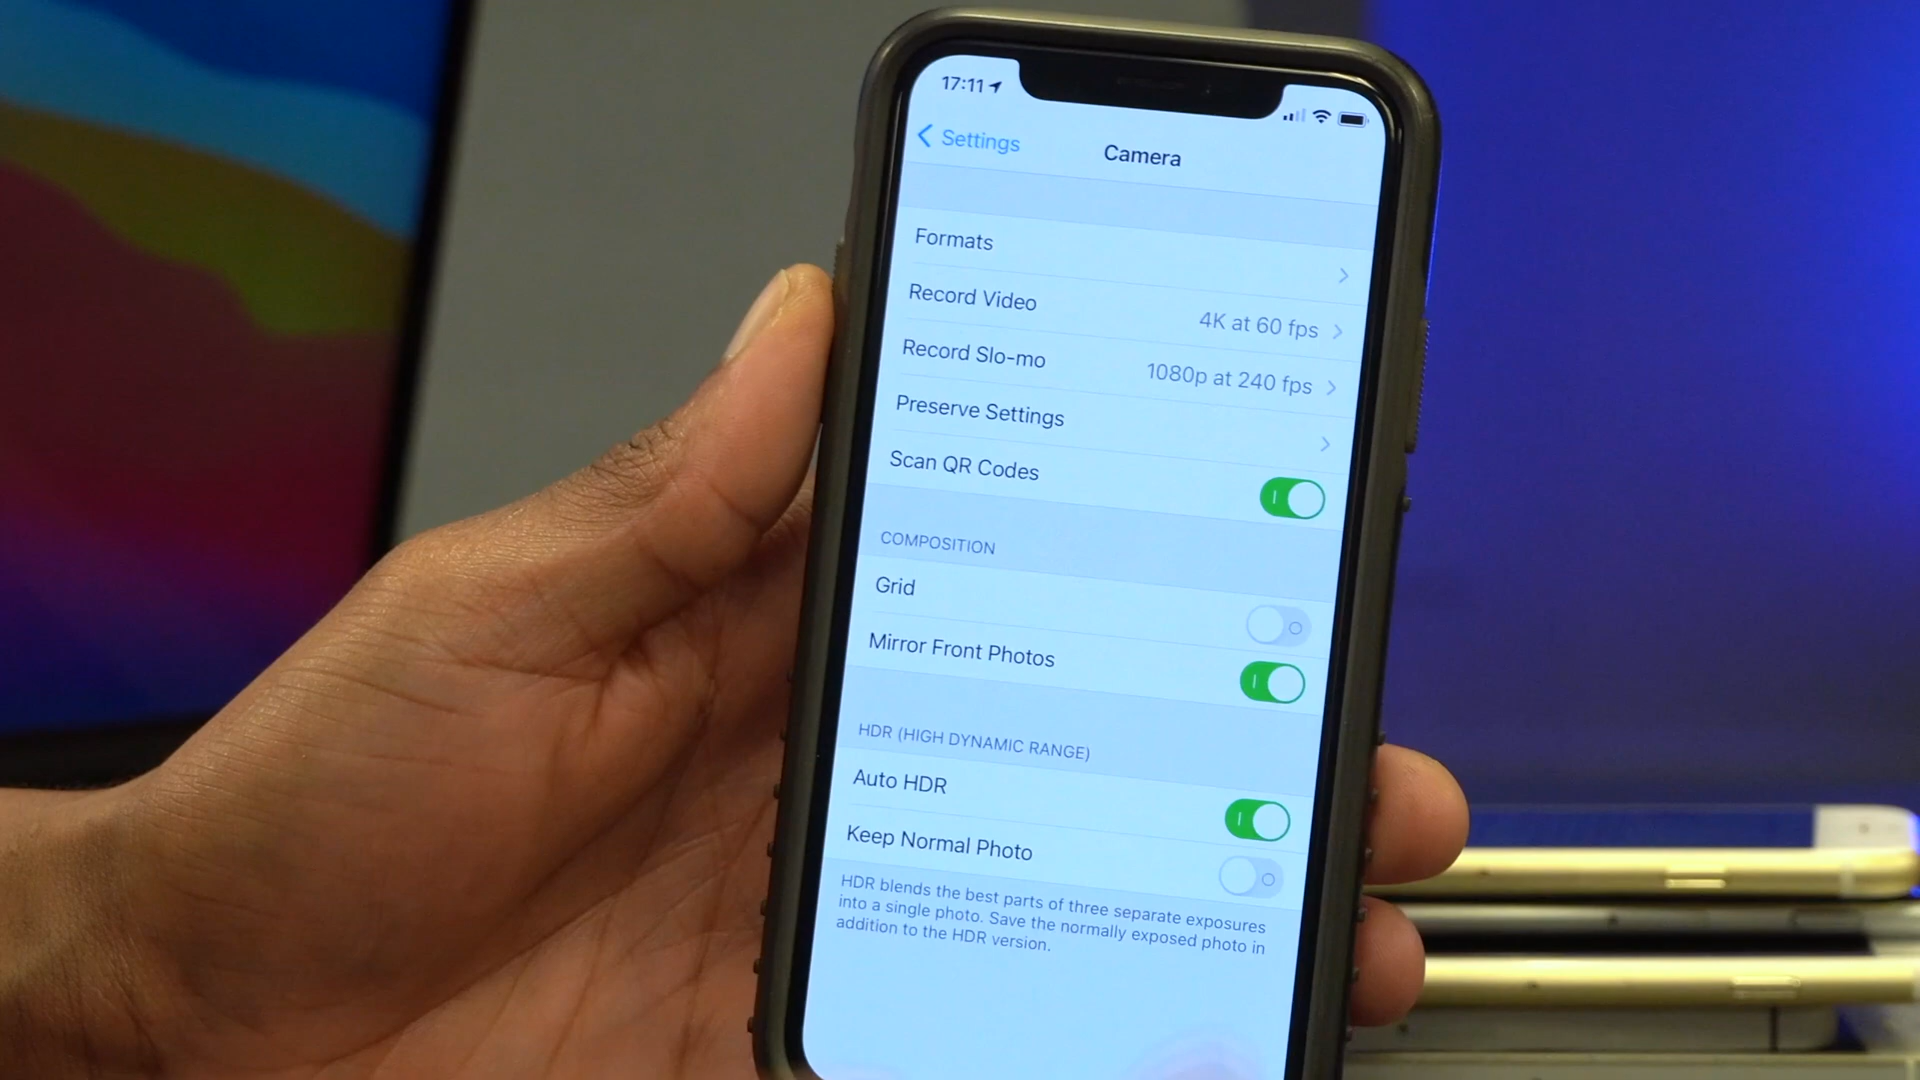 17:11
Settings
Camera
Formats
Record Video 4K at 60 fps
Record Slo-mo 1080p at 240 fps
Preserve Settings
Scan QR Codes
COMPOSITION
Grid
Mirror Front Photos
HDR (HIGH DYNAMIC RANGE)
Auto HDR
Keep Normal Photo
HDR blends the best parts of three separate exposures
into a single photo. Save the normally exposed photo in
addition to the HDR version.